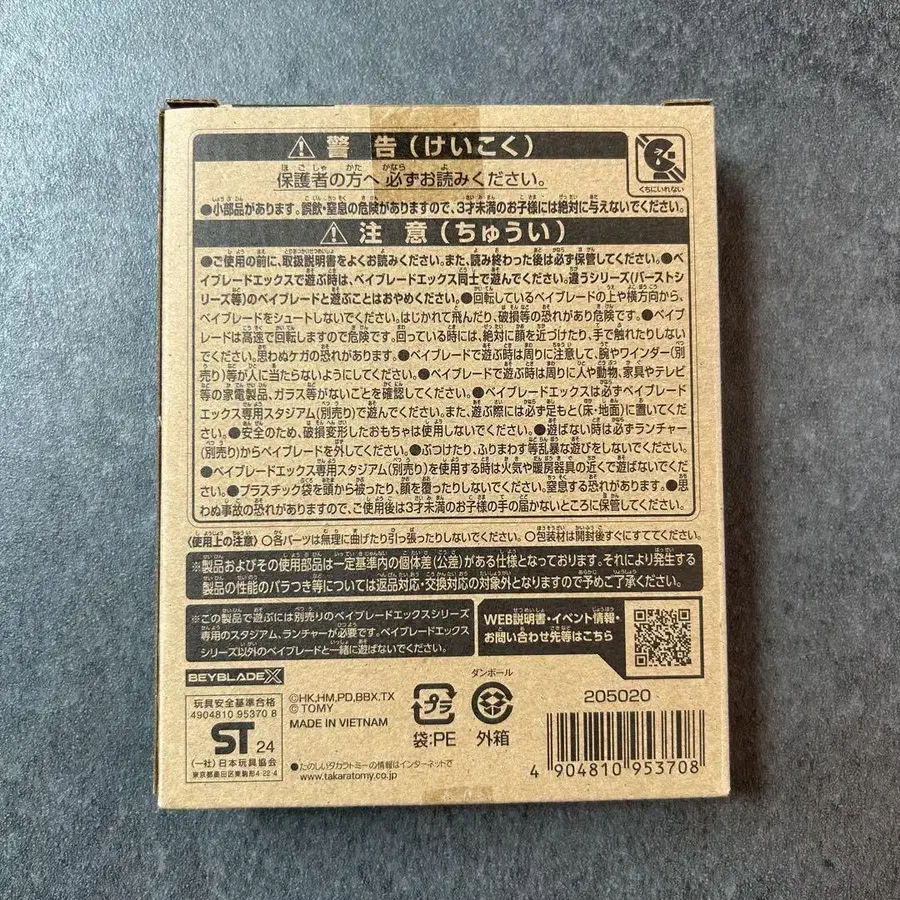 ⚠ 警告(けいこく)
くちにいれない
保護者の方へ 必ずお読みください。
●小部品があります。誤飲・窒息の危険がありますので、3才未満のお子様には絶対に与えないでください。
⚠ 注意(ちゅうい)
●ご使用の前に、取扱説明書をよくお読みください。また、読み終わった後は必ず保管してください。●ベ
イブレードエックスで遊ぶ時は、ベイブレードエックス同士で遊んでください。違うシリーズ(バーストシ
リーズ等)のベイブレードと遊ぶことはおやめください。●回転しているベイブレードの上や横方向から、
ベイブレードをシュートしないでください。はじかれて飛んだり、破損等の恐れがあり危険です。●ベイブ
レードは高速で回転しますので危険です。回っている時には、絶対に顔を近づけたり、手で触れたりしない
でください。思わぬケガの恐れがあります。●ベイブレードで遊ぶ時は周りに注意して、腕やワインダー(別
売り)等が人に当たらないようにしてください。●ベイブレードで遊ぶ時は周りに人や動物、家具やテレビ
等の家電製品、ガラス等がないことを確認してください。●ベイブレードエックスは必ずベイブレード
エックス専用スタジアム(別売り)で遊んでください。また、遊ぶ際には必ず足もと(床・地面)に置いてくだ
さい。●安全のため、破損変形したおもちゃは使用しないでください。●遊ばない時は必ずランチャー
(別売り)からベイブレードを外してください。●ぶつけたり、ふりまわす等乱暴な遊びをしないでください。
●ベイブレードエックス専用スタジアム(別売り)を使用する時は火気や暖房器具の近くで遊ばないでくだ
さい。●プラスチック袋を頭から被ったり、顔を覆ったりしないでください。窒息する恐れがあります。●思
わぬ事故の恐れがありますので、ご使用後は3才未満のお子様の手の届かないところに保管してください。
〈使用上の注意〉○各パーツは無理に曲げたり引っ張ったりしないでください。○包装材は開封後すぐにすててください。
※製品およびその使用部品は一定基準内の個体差(公差)がある仕様となっております。それにより発生する
製品の性能のバラつき等については返品対応・交換対応の対象外となりますので予めご了承ください。
※この製品で遊ぶには別売りのベイブレードエックスシリーズ
専用のスタジアム、ランチャーが必要です。ベイブレードエックス
シリーズ以外のベイブレードと一緒に遊ばないでください。
WEB説明書・イベント情報・
お問い合わせ先等はこちら
BEYBLADE X
玩具安全基準合格
4904810 95370 8
ST 24
(一社)日本玩具協会
東京都墨田区東駒形4-22-4
©HK,HM,PD,BBX,TX
© TOMY
MADE IN VIETNAM
プラ
袋:PE
ダンボール
外箱
●たのしいタカラトミーの情報はインターネットで
www.takaratomy.co.jp
205020
4 904810 953708